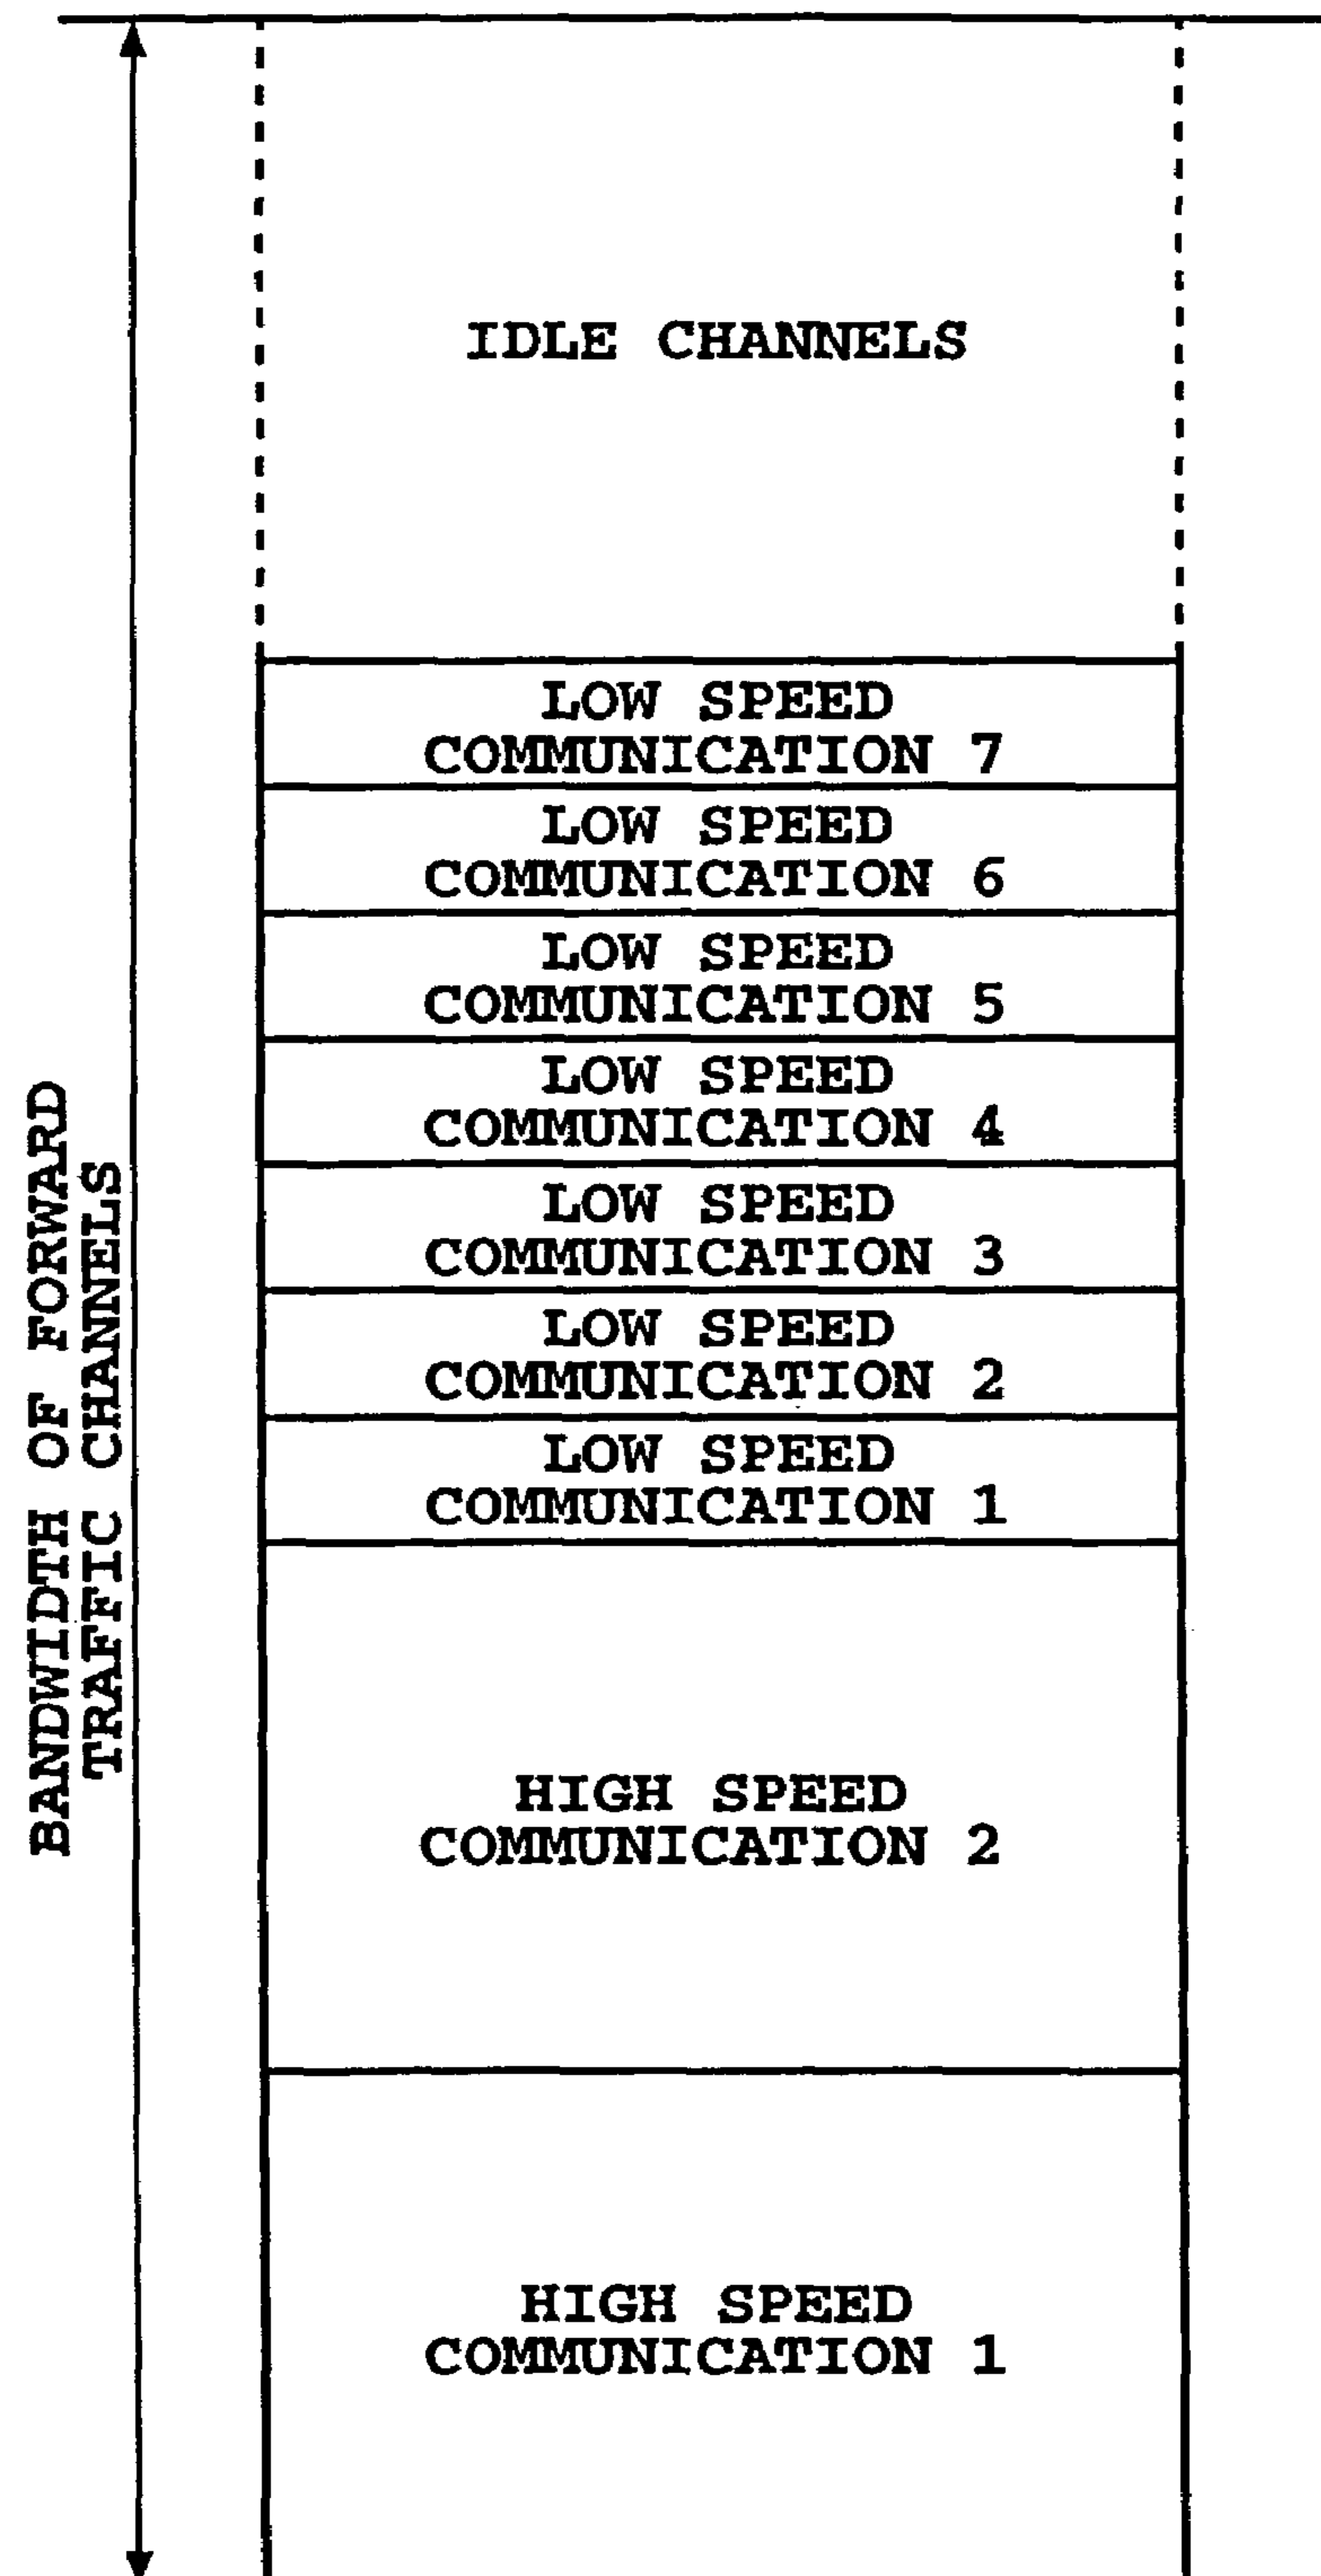 IDLE CHANNELS
LOW SPEED
COMMUNICATION 7
LOW SPEED
COMMUNICATION 6
LOW SPEED
COMMUNICATION 5
LOW SPEED
COMMUNICATION 4
LOW SPEED
COMMUNICATION 3
LOW SPEED
COMMUNICATION 2
LOW SPEED
COMMUNICATION 1
HIGH SPEED
COMMUNICATION 2
HIGH SPEED
COMMUNICATION 1
BANDWIDTH OF FORWARD
TRAFFIC CHANNELS